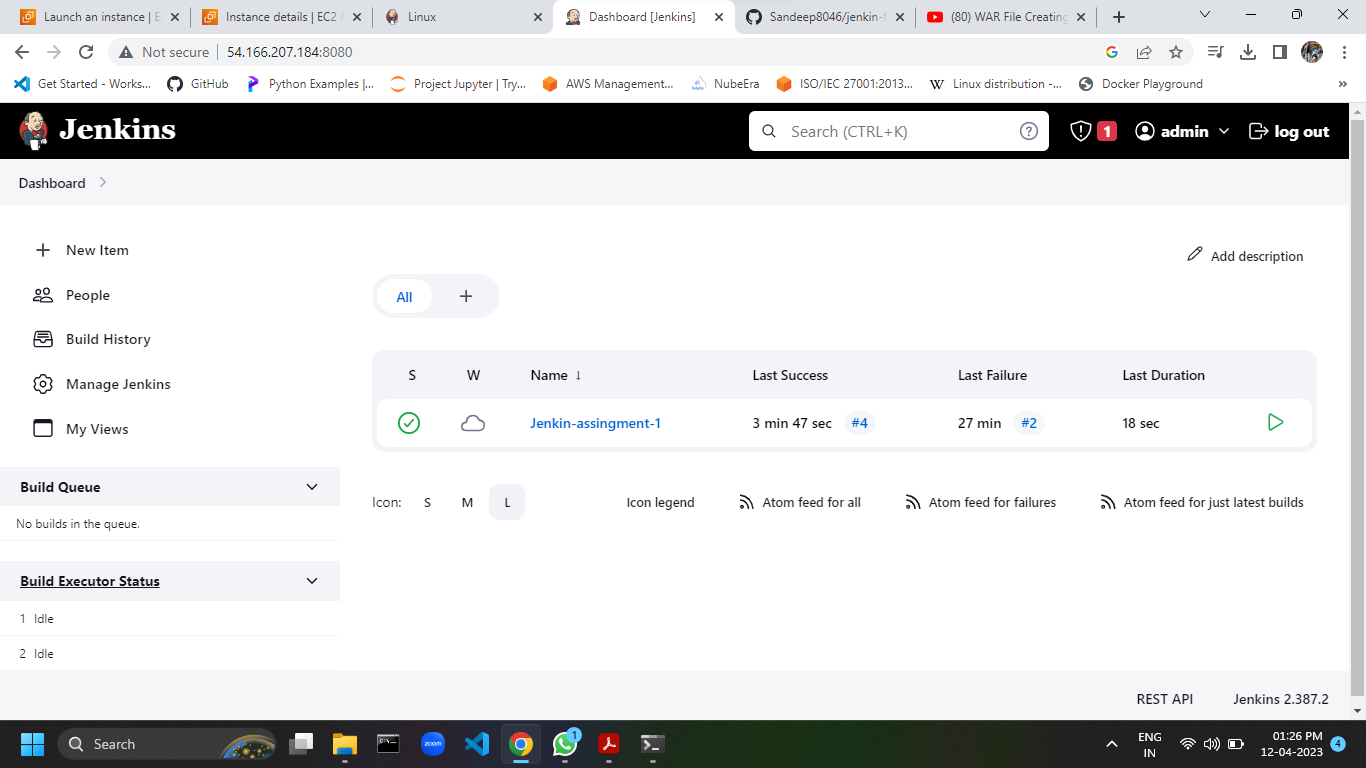 Launch an instance | E
Instance details | EC2
Linux
Dashboard [Jenkins]
Sandeep8046/jenkin-
(80) WAR File Creating
Not secure
54.166.207.184:8080
Get Started - Works...
GitHub
Python Examples |...
Project Jupyter | Try...
AWS Management...
NubeEra
ISO/IEC 27001:2013...
Linux distribution -...
Docker Playground
»
Jenkins
Search (CTRL+K)
1
admin
log out
Dashboard
New Item
People
Build History
Manage Jenkins
My Views
Add description
All
+
S W Name ↓ Last Success Last Failure Last Duration
Jenkin-assingment-1 3 min 47 sec #4 27 min #2 18 sec
Icon: S M L
Icon legend
Atom feed for all
Atom feed for failures
Atom feed for just latest builds
Build Queue
No builds in the queue.
Build Executor Status
1 Idle
2 Idle
REST API
Jenkins 2.387.2
Search
zoom
1
ENG
IN
01:26 PM
12-04-2023
4